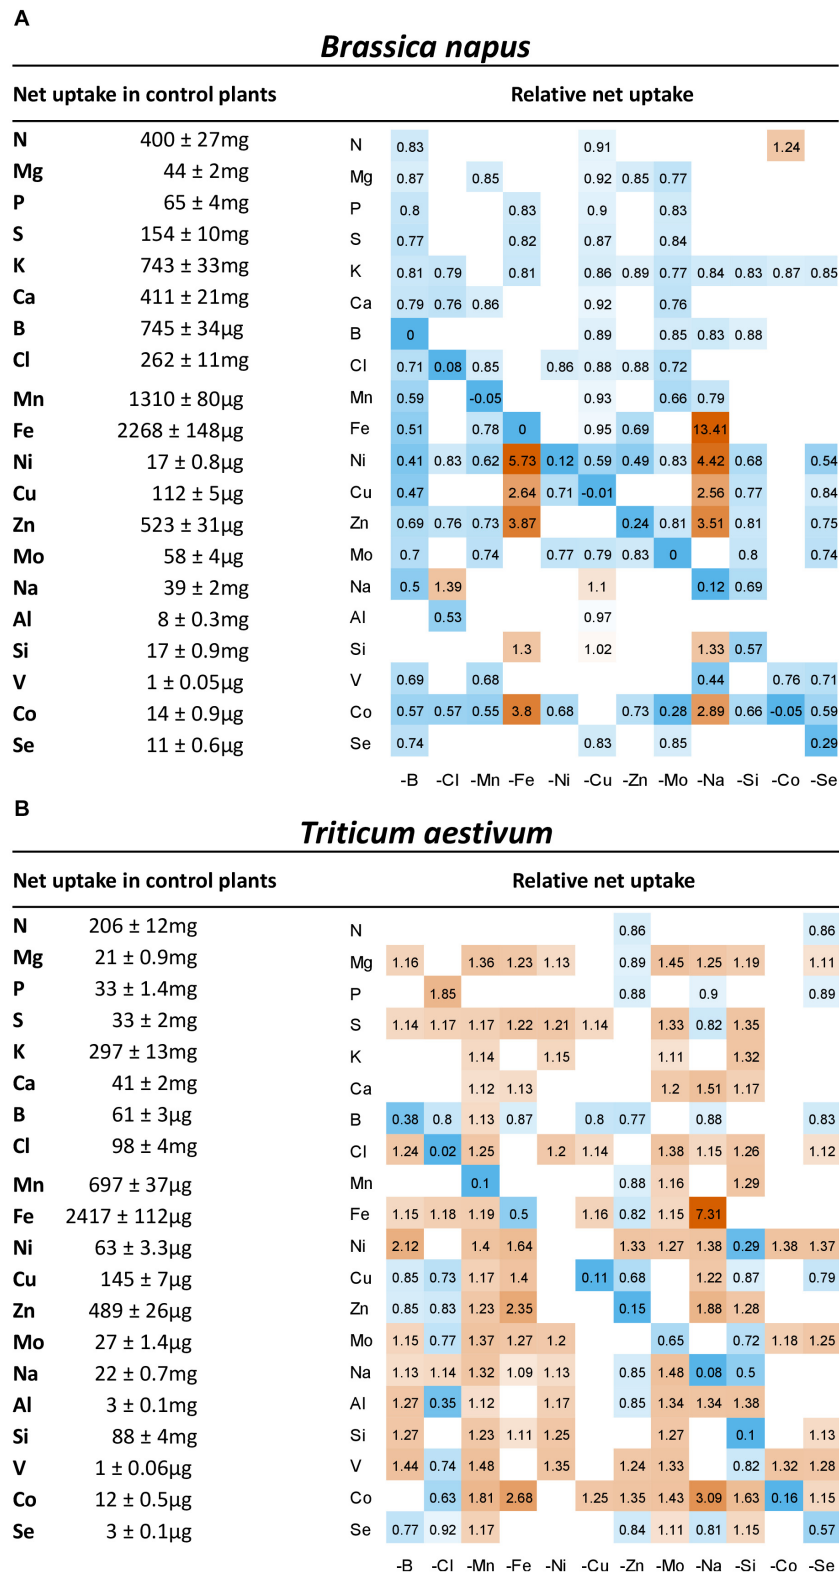 A
Brassica napus
Net uptake in control plants Relative net uptake
N 400 ± 27mg N 0.83 0.91 1.24
Mg 44 ± 2mg Mg 0.87 0.85 0.92 0.85 0.77
P 65 ± 4mg P 0.8 0.83 0.9 0.83
S 154 ± 10mg S 0.77 0.82 0.87 0.84
K 743 ± 33mg K 0.81 0.79 0.81 0.86 0.89 0.77 0.84 0.83 0.87 0.85
Ca 411 ± 21mg Ca 0.79 0.76 0.86 0.92 0.76
B 745 ± 34µg B 0 0.89 0.85 0.83 0.88
Cl 262 ± 11mg Cl 0.71 0.08 0.85 0.86 0.88 0.88 0.72
Mn 1310 ± 80µg Mn 0.59 -0.05 0.93 0.66 0.79
Fe 2268 ± 148µg Fe 0.51 0.78 0 0.95 0.69 13.41
Ni 17 ± 0.8µg Ni 0.41 0.83 0.62 5.73 0.12 0.59 0.49 0.83 4.42 0.68 0.54
Cu 112 ± 5µg Cu 0.47 2.64 0.71 -0.01 2.56 0.77 0.84
Zn 523 ± 31µg Zn 0.69 0.76 0.73 3.87 0.24 0.81 3.51 0.81 0.75
Mo 58 ± 4µg Mo 0.7 0.74 0.77 0.79 0.83 0 0.8 0.74
Na 39 ± 2mg Na 0.5 1.39 1.1 0.12 0.69
Al 8 ± 0.3mg Al 0.53 0.97
Si 17 ± 0.9mg Si 1.3 1.02 1.33 0.57
V 1 ± 0.05µg V 0.69 0.68 0.44 0.76 0.71
Co 14 ± 0.9µg Co 0.57 0.57 0.55 3.8 0.68 0.73 0.28 2.89 0.66 -0.05 0.59
Se 11 ± 0.6µg Se 0.74 0.83 0.85 0.29
-B -Cl -Mn -Fe -Ni -Cu -Zn -Mo -Na -Si -Co -Se
B
Triticum aestivum
Net uptake in control plants Relative net uptake
N 206 ± 12mg N 0.86 0.86
Mg 21 ± 0.9mg Mg 1.16 1.36 1.23 1.13 0.89 1.45 1.25 1.19 1.11
P 33 ± 1.4mg P 1.85 0.88 0.9 0.89
S 33 ± 2mg S 1.14 1.17 1.17 1.22 1.21 1.14 1.33 0.82 1.35
K 297 ± 13mg K 1.14 1.15 1.11 1.32
Ca 41 ± 2mg Ca 1.12 1.13 1.2 1.51 1.17
B 61 ± 3µg B 0.38 0.8 1.13 0.87 0.8 0.77 0.88 0.83
Cl 98 ± 4mg Cl 1.24 0.02 1.25 1.2 1.14 1.38 1.15 1.26 1.12
Mn 697 ± 37µg Mn 0.1 0.88 1.16 1.29
Fe 2417 ± 112µg Fe 1.15 1.18 1.19 0.5 1.16 0.82 1.15 7.31
Ni 63 ± 3.3µg Ni 2.12 1.4 1.64 1.33 1.27 1.38 0.29 1.38 1.37
Cu 145 ± 7µg Cu 0.85 0.73 1.17 1.4 0.11 0.68 1.22 0.87 0.79
Zn 489 ± 26µg Zn 0.85 0.83 1.23 2.35 0.15 1.88 1.28
Mo 27 ± 1.4µg Mo 1.15 0.77 1.37 1.27 1.2 0.65 0.72 1.18 1.25
Na 22 ± 0.7mg Na 1.13 1.14 1.32 1.09 1.13 0.85 1.48 0.08 0.5
Al 3 ± 0.1mg Al 1.27 0.35 1.12 1.17 0.85 1.34 1.34 1.38
Si 88 ± 4mg Si 1.27 1.23 1.11 1.25 1.27 0.1 1.13
V 1 ± 0.06µg V 1.44 0.74 1.48 1.35 1.24 1.33 0.82 1.32 1.28
Co 12 ± 0.5µg Co 0.63 1.81 2.68 1.25 1.35 1.43 3.09 1.63 0.16 1.15
Se 3 ± 0.1µg Se 0.77 0.92 1.17 0.84 1.11 0.81 1.15 0.57
-B -Cl -Mn -Fe -Ni -Cu -Zn -Mo -Na -Si -Co -Se